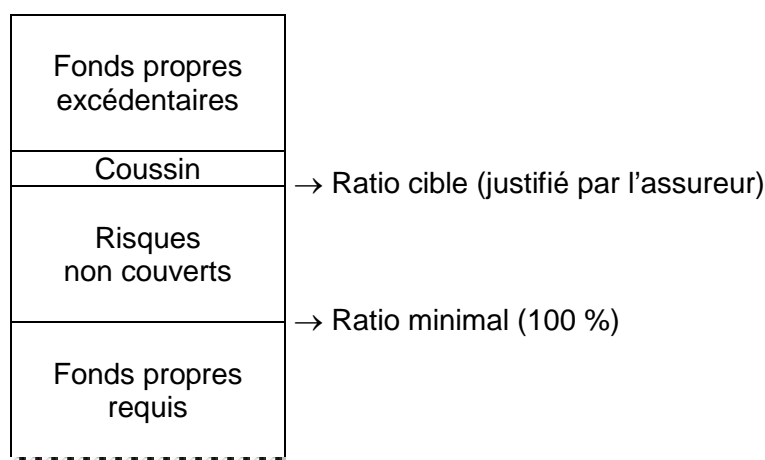 Fonds propres
excédentaires
Coussin
→ Ratio cible (justifié par l'assureur)
Risques
non couverts
→ Ratio minimal (100 %)
Fonds propres
requis